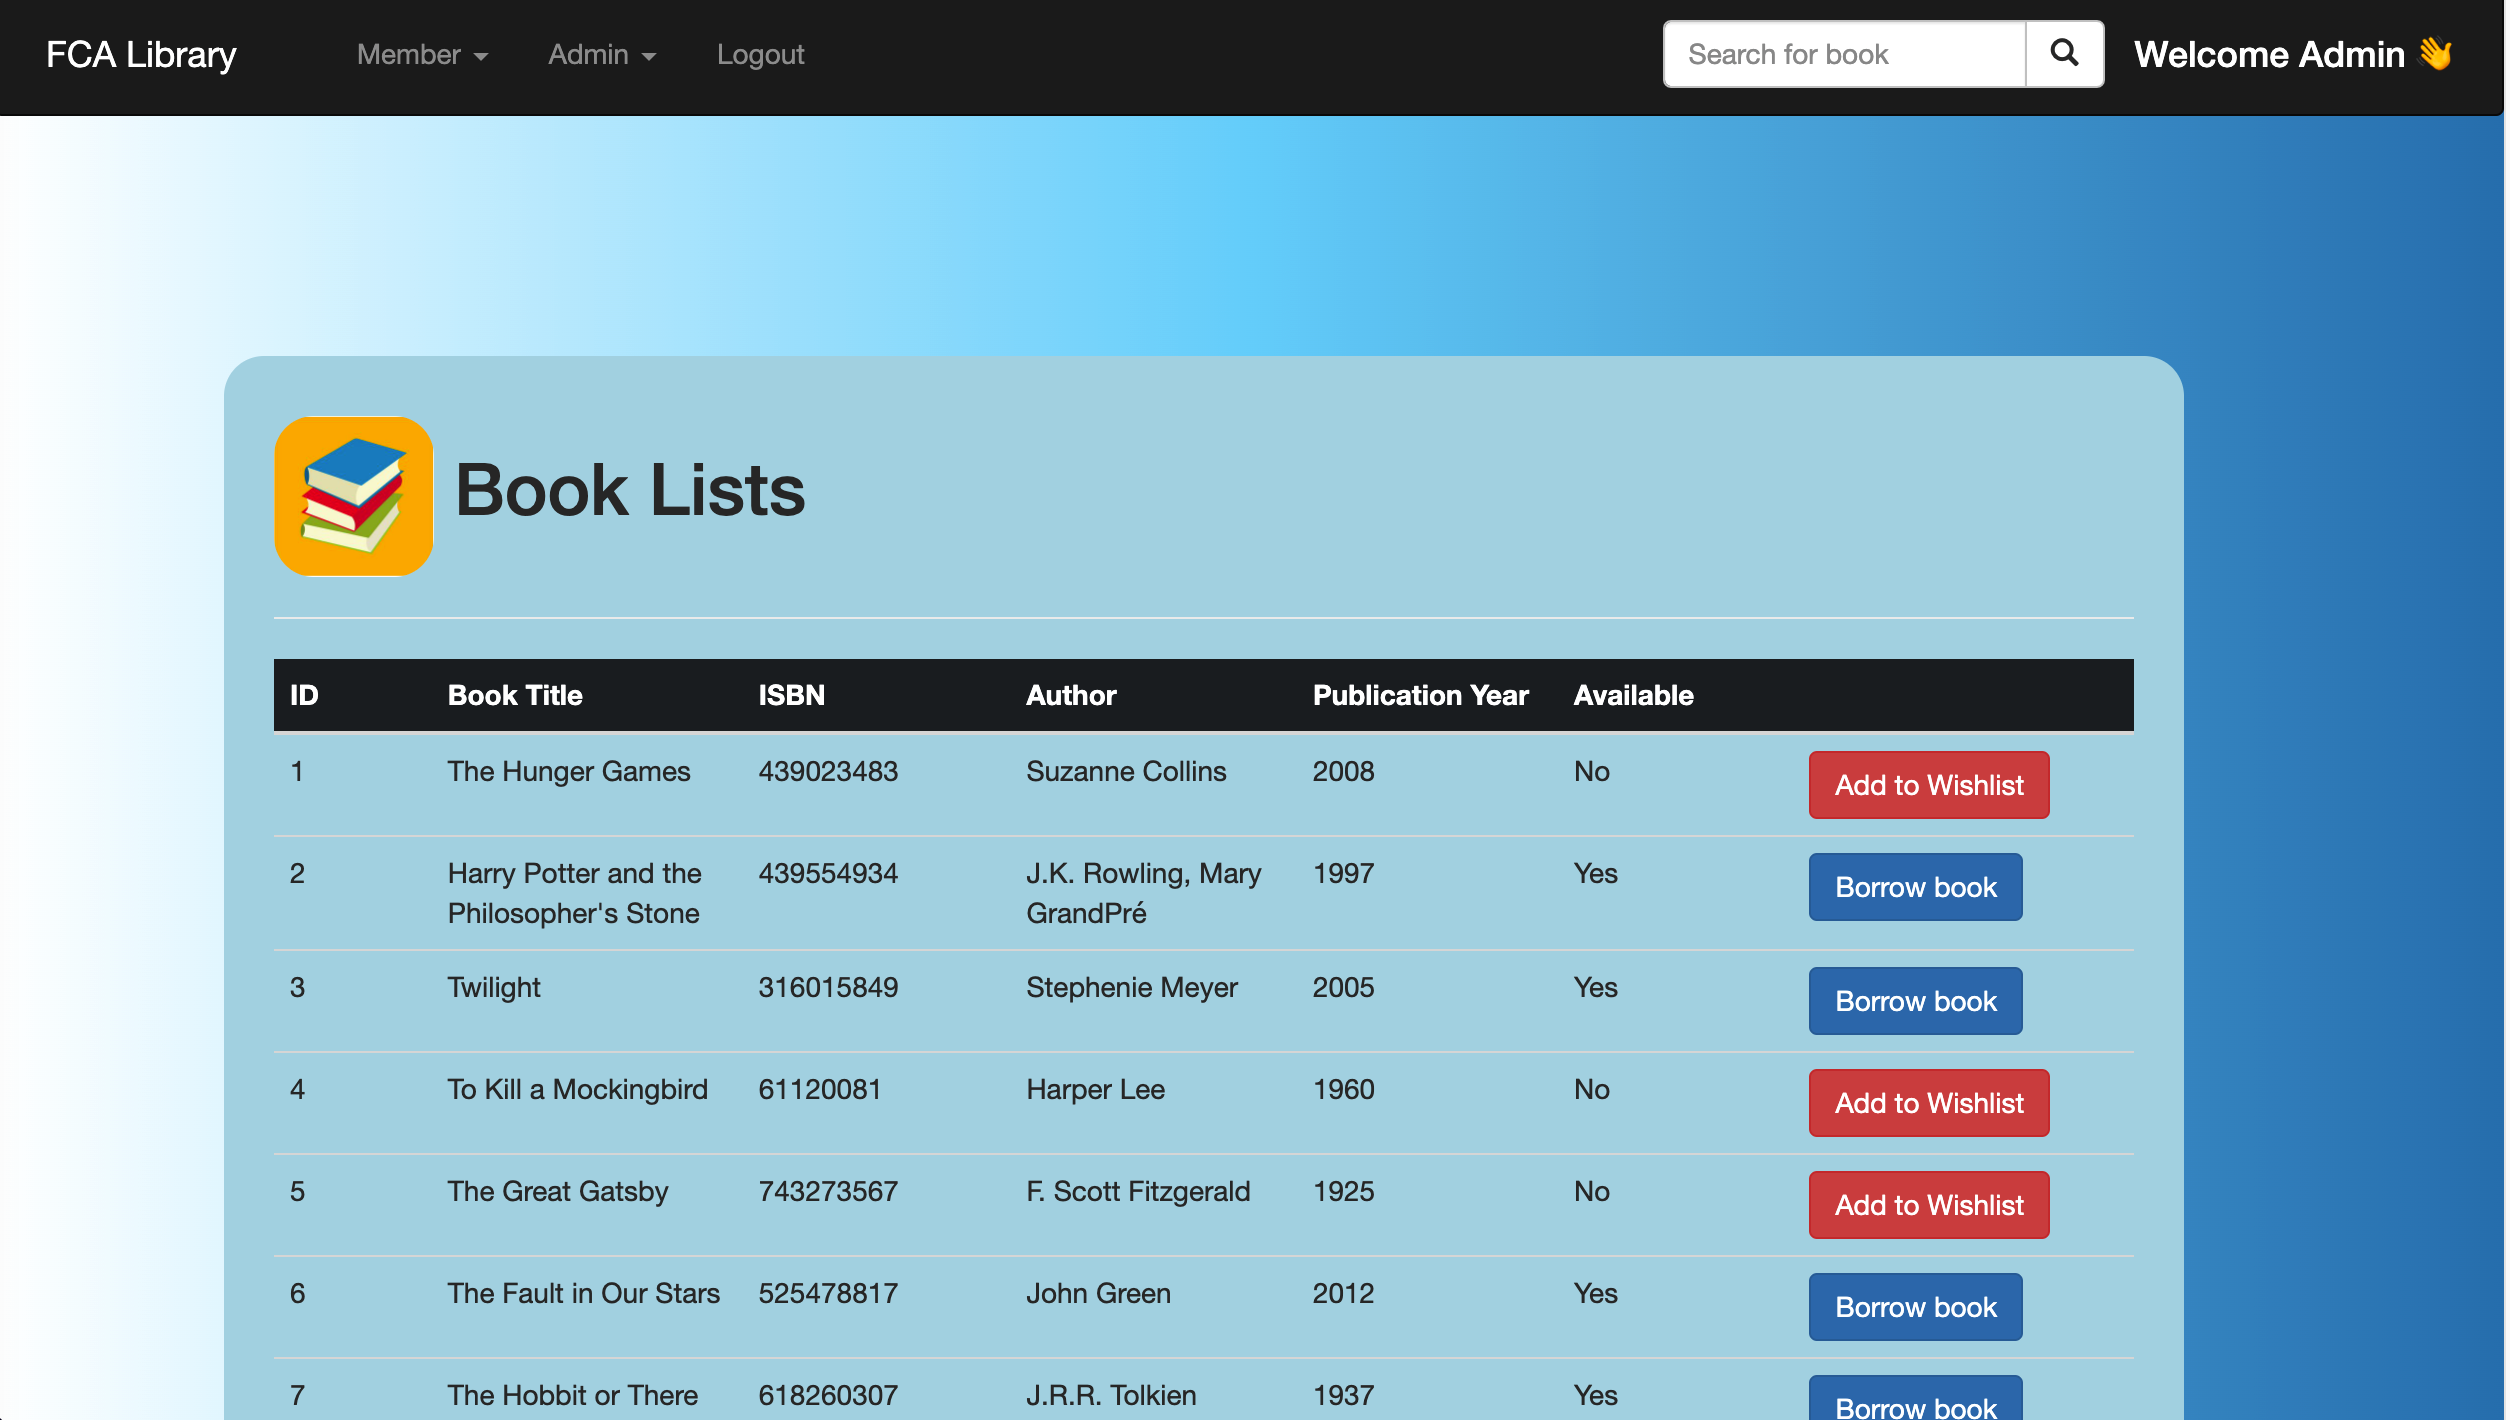 FCA Library Member Admin Logout Search for book Welcome Admin 👋
Book Lists
ID Book Title ISBN Author Publication Year Available
1 The Hunger Games 439023483 Suzanne Collins 2008 No Add to Wishlist
2 Harry Potter and the 439554934 J.K. Rowling, Mary 1997 Yes Borrow book
Philosopher's Stone GrandPré
3 Twilight 316015849 Stephenie Meyer 2005 Yes Borrow book
4 To Kill a Mockingbird 61120081 Harper Lee 1960 No Add to Wishlist
5 The Great Gatsby 743273567 F. Scott Fitzgerald 1925 No Add to Wishlist
6 The Fault in Our Stars 525478817 John Green 2012 Yes Borrow book
7 The Hobbit or There 618260307 J.R.R. Tolkien 1937 Yes Borrow book